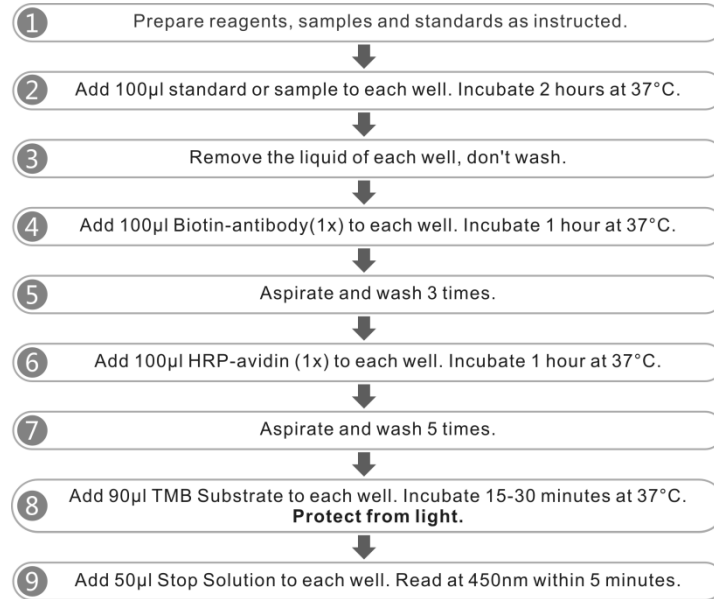 1 Prepare reagents, samples and standards as instructed.
2 Add 100μl standard or sample to each well. Incubate 2 hours at 37°C.
3 Remove the liquid of each well, don't wash.
4 Add 100μl Biotin-antibody(1x) to each well. Incubate 1 hour at 37°C.
5 Aspirate and wash 3 times.
6 Add 100μl HRP-avidin (1x) to each well. Incubate 1 hour at 37°C.
7 Aspirate and wash 5 times.
8 Add 90μl TMB Substrate to each well. Incubate 15-30 minutes at 37°C.
Protect from light.
9 Add 50μl Stop Solution to each well. Read at 450nm within 5 minutes.